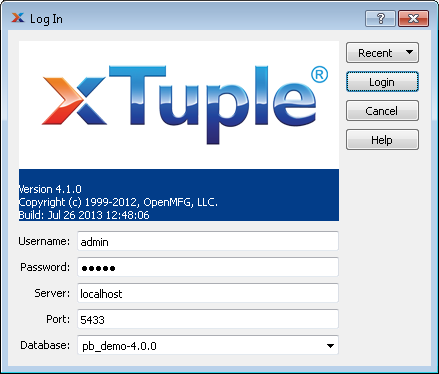 Log In
xTuple®
Recent
Login
Cancel
Help
Version 4.1.0
Copyright (c) 1999-2012, OpenMFG, LLC.
Build: Jul 26 2013 12:48:06
Username: admin
Password: ●●●●●
Server: localhost
Port: 5433
Database: pb_demo-4.0.0